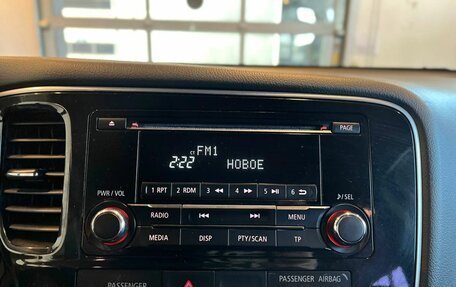 PAGE
FM1
2:22 CT НОВОЕ
1 RPT 2 RDM 3 4 5 6
PWR / VOL
♪/ SEL
RADIO MENU
MEDIA DISP PTY/SCAN TP
PASSENGER PASSENGER AIRBAG